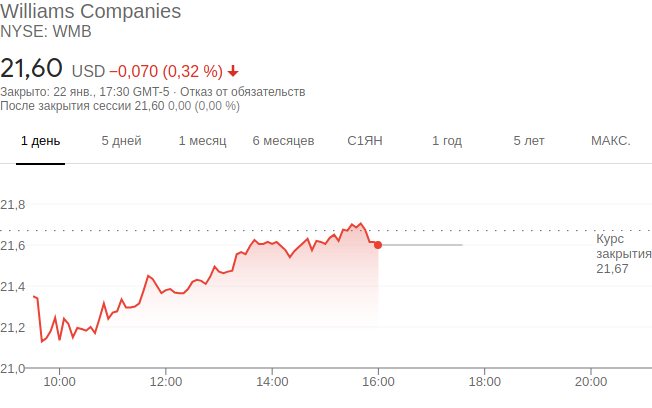 Williams Companies
NYSE: WMB
21,60 USD −0,070 (0,32 %)
Закрыто: 22 янв., 17:30 GMT-5 · Отказ от обязательств
После закрытия сессии 21,60 0,00 (0,00 %)
1 день 5 дней 1 месяц 6 месяцев С1ЯН 1 год 5 лет МАКС.
21,8
21,6
21,4
21,2
21,0
Курс
закрытия
21,67
10:00 12:00 14:00 16:00 18:00 20:00